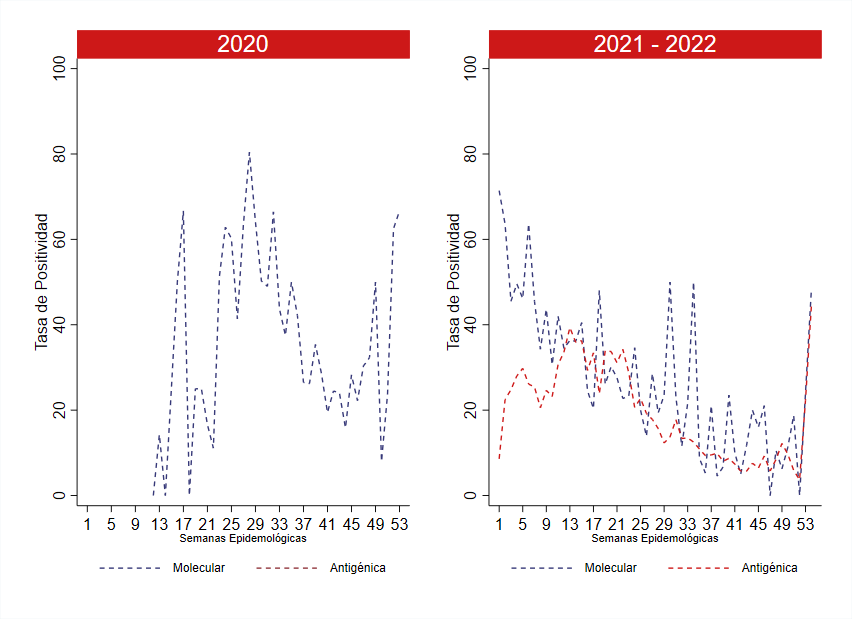 2020
100
80
60
40
20
0
Tasa de Positividad
1 5 9 13 17 21 25 29 33 37 41 45 49 53
Semanas Epidemológicas
Molecular Antigénica
2021 - 2022
100
80
60
40
20
0
Tasa de Positividad
1 5 9 13 17 21 25 29 33 37 41 45 49 53
Semanas Epidemológicas
Molecular Antigénica